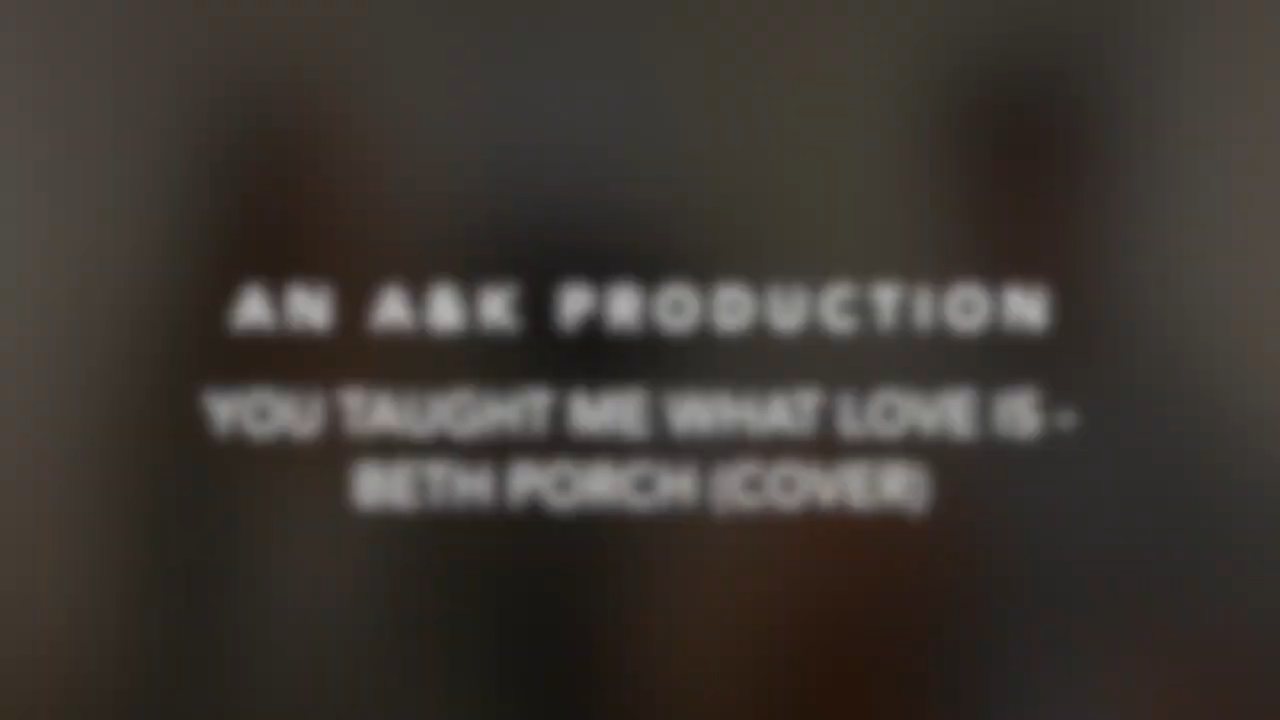 AN A&K PRODUCTION
YOU TAUGHT ME WHAT LOVE IS -
BETH PORCH (COVER)